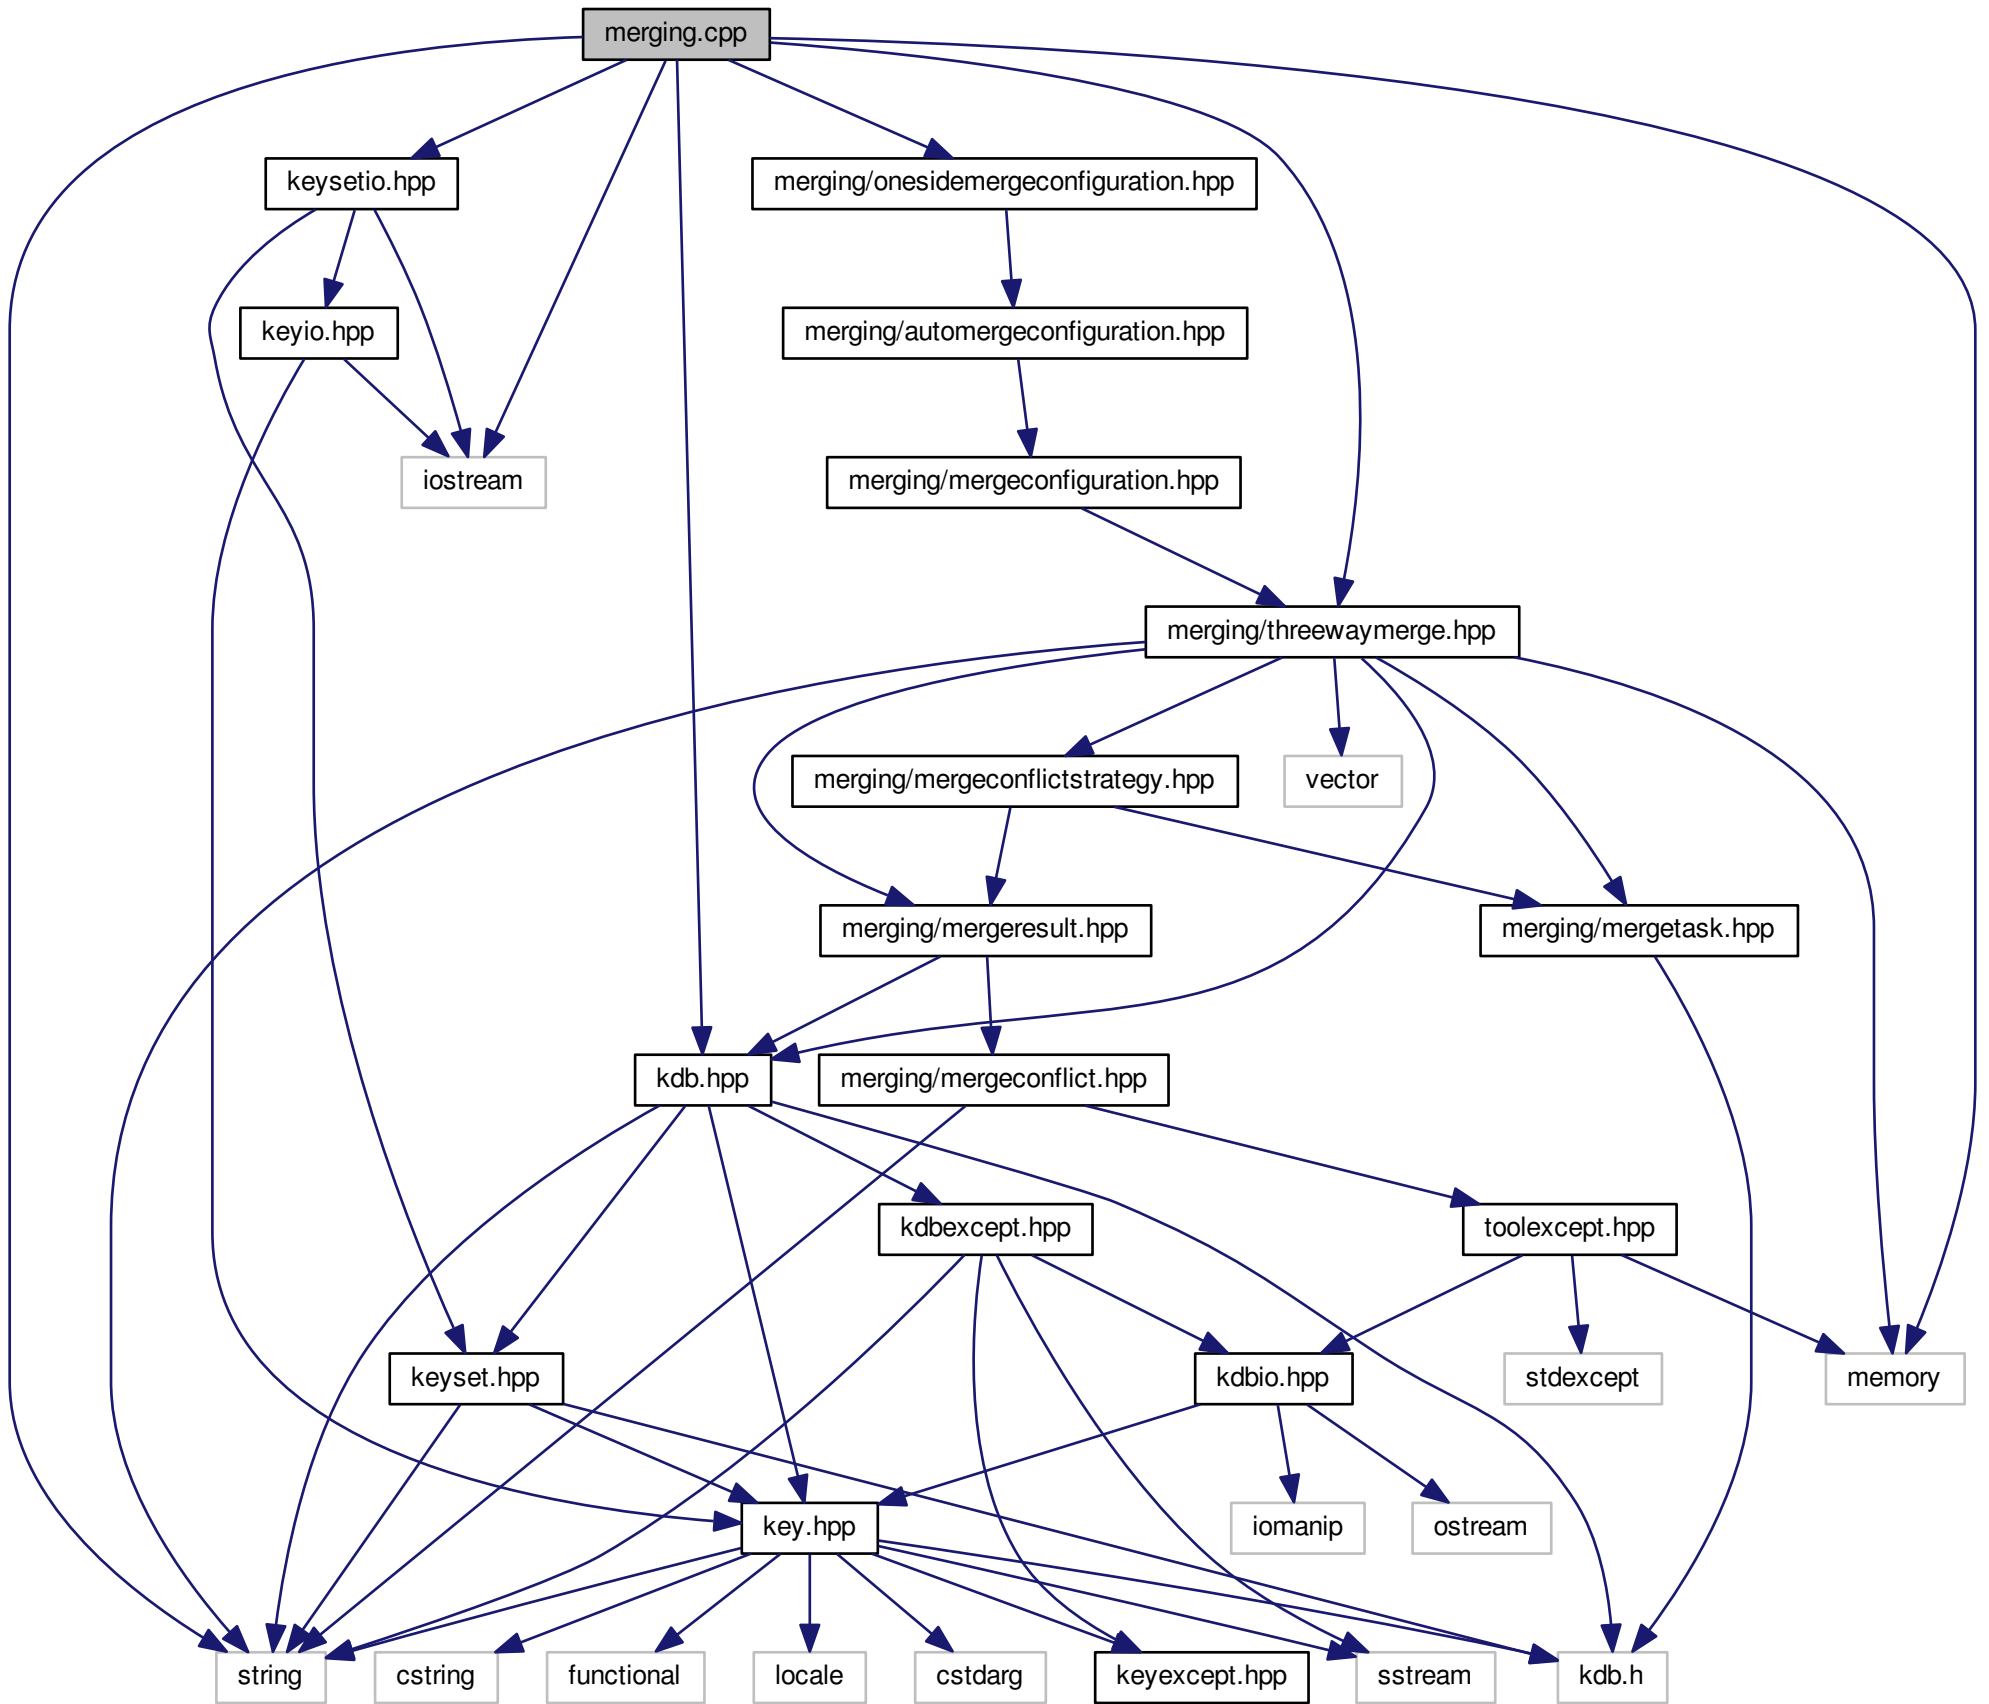 merging.cpp
keysetio.hpp
merging/onesidemergeconfiguration.hpp
keyio.hpp
merging/automergeconfiguration.hpp
iostream
merging/mergeconfiguration.hpp
merging/threewaymerge.hpp
merging/mergeconflictstrategy.hpp
vector
merging/mergeresult.hpp
merging/mergetask.hpp
kdb.hpp
merging/mergeconflict.hpp
kdbexcept.hpp
toolexcept.hpp
keyset.hpp
kdbio.hpp
stdexcept
memory
key.hpp
iomanip
ostream
string
cstring
functional
locale
cstdarg
keyexcept.hpp
sstream
kdb.h